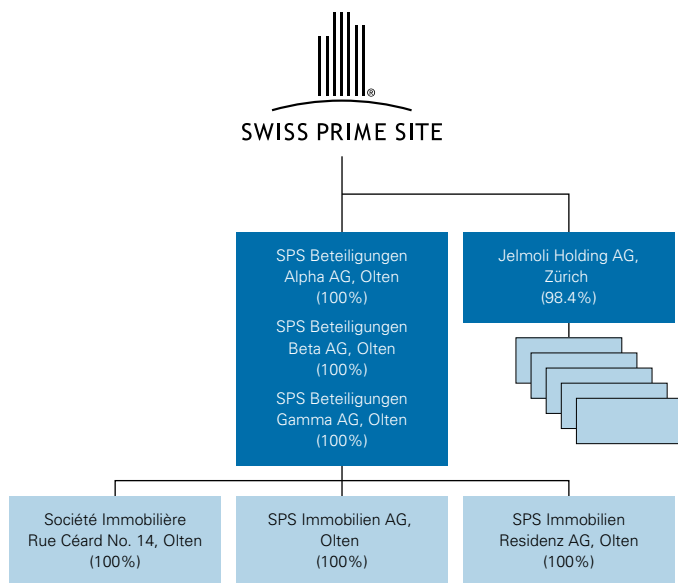 ®
SWISS PRIME SITE
SPS Beteiligungen
Alpha AG, Olten
(100%)
SPS Beteiligungen
Beta AG, Olten
(100%)
SPS Beteiligungen
Gamma AG, Olten
(100%)
Jelmoli Holding AG,
Zürich
(98.4%)
Société Immobilière
Rue Céard No. 14, Olten
(100%)
SPS Immobilien AG,
Olten
(100%)
SPS Immobilien
Residenz AG, Olten
(100%)